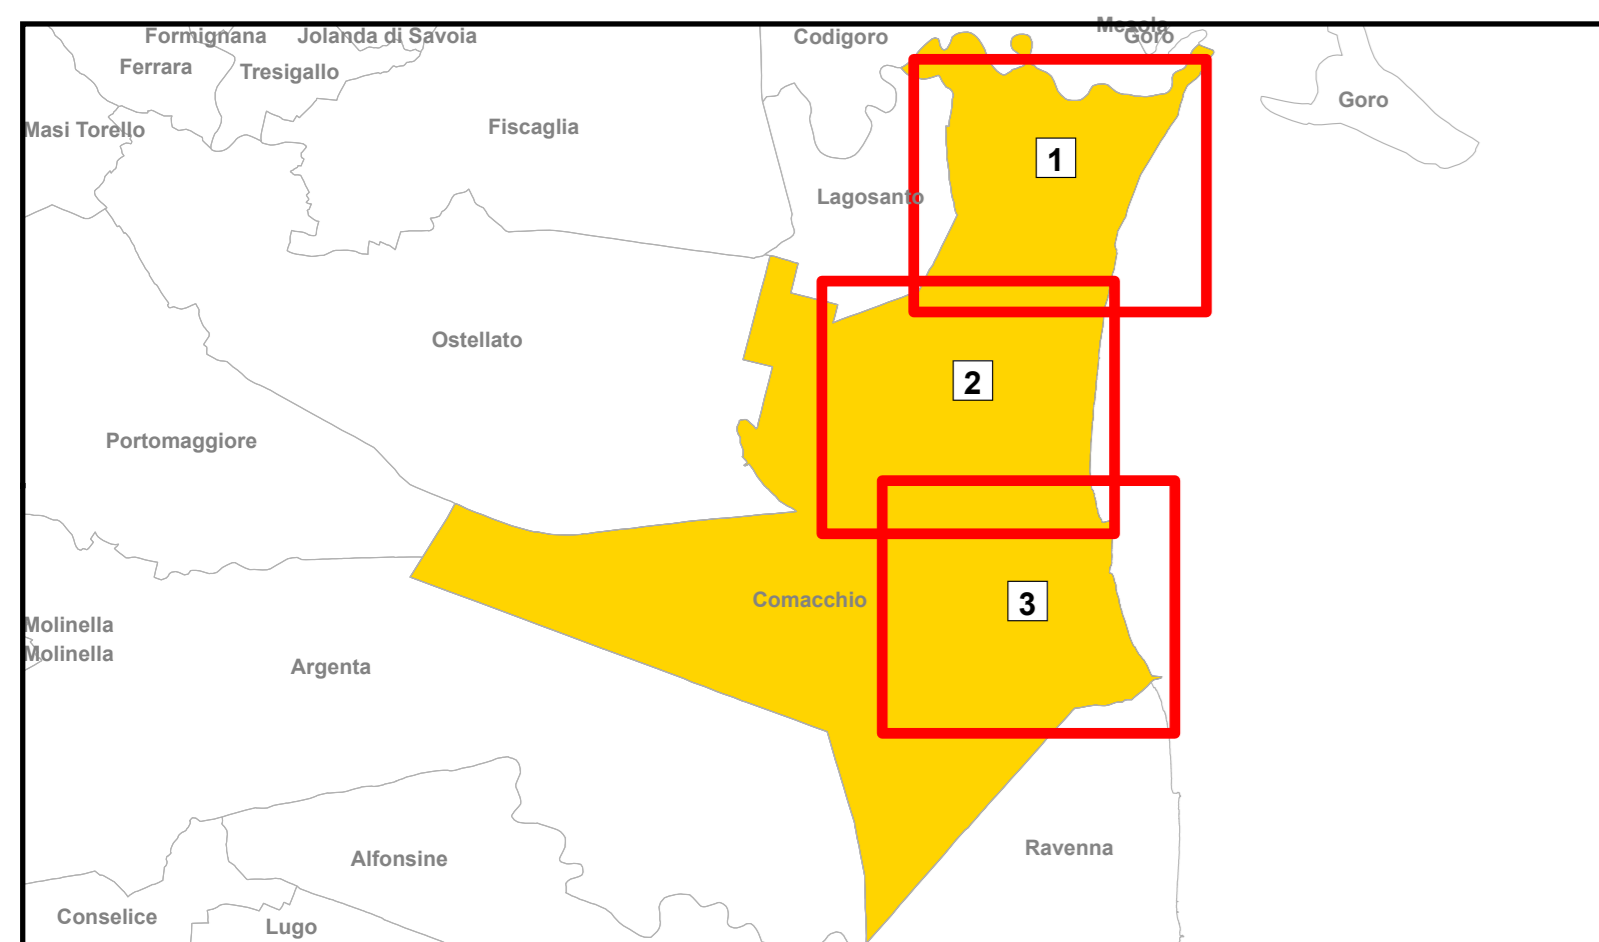 Mesola
Formignana
Jolanda di Savoia
Codigoro
Goro
Ferrara
Tresigallo
Goro
Masi Torello
Fiscaglia
1
Lagosanto
Ostellato
2
Portomaggiore
Comacchio
3
Molinella
Molinella
Argenta
Ravenna
Alfonsine
Conselice
Lugo